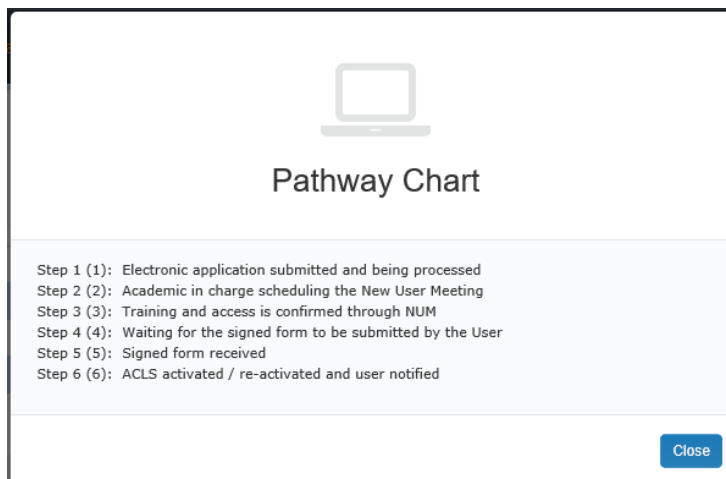 Pathway Chart
Step 1 (1): Electronic application submitted and being processed
Step 2 (2): Academic in charge scheduling the New User Meeting
Step 3 (3): Training and access is confirmed through NUM
Step 4 (4): Waiting for the signed form to be submitted by the User
Step 5 (5): Signed form received
Step 6 (6): ACLS activated / re-activated and user notified
Close